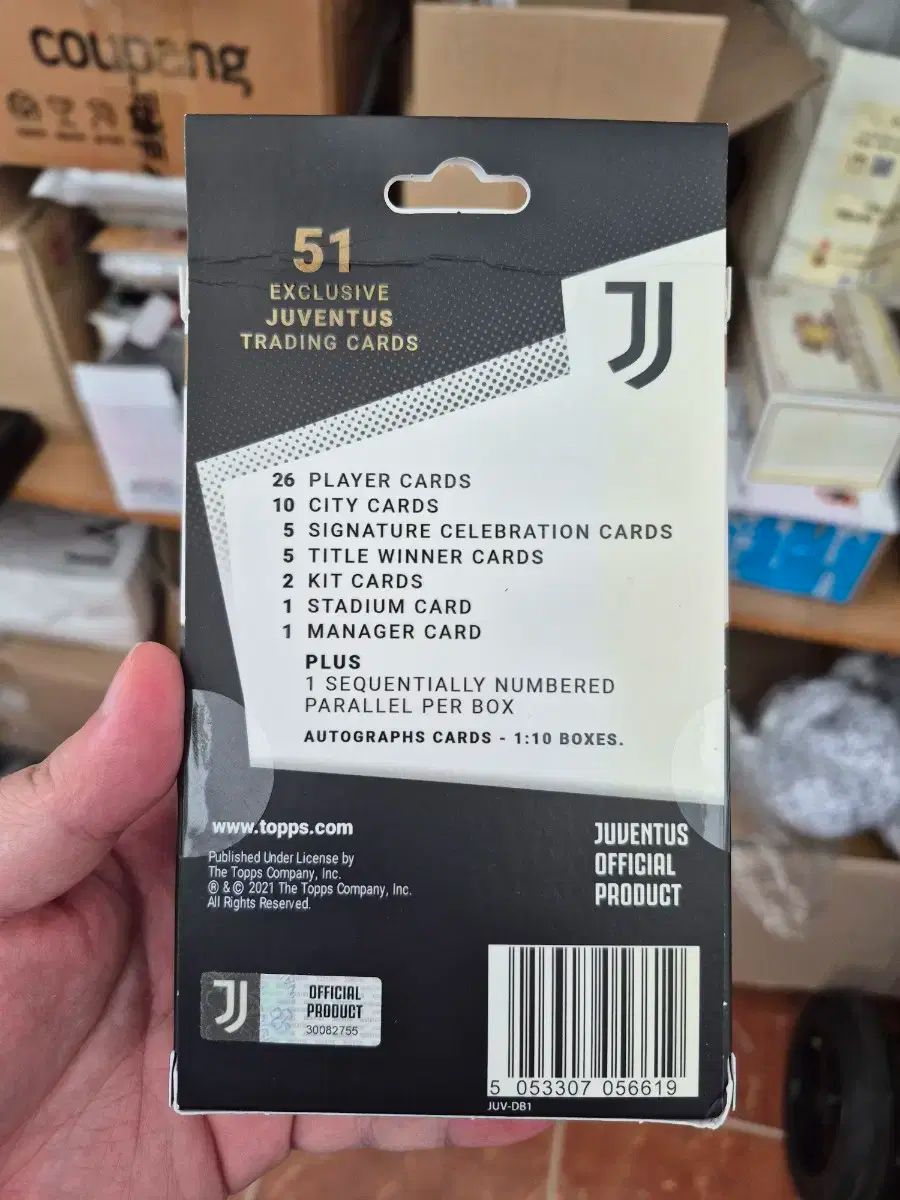 coupang
51
EXCLUSIVE
JUVENTUS
TRADING CARDS
26 PLAYER CARDS
10 CITY CARDS
5 SIGNATURE CELEBRATION CARDS
5 TITLE WINNER CARDS
2 KIT CARDS
1 STADIUM CARD
1 MANAGER CARD
PLUS
1 SEQUENTIALLY NUMBERED
PARALLEL PER BOX
AUTOGRAPHS CARDS - 1:10 BOXES.
www.topps.com
Published Under License by
The Topps Company, Inc.
® & © 2021 The Topps Company, Inc.
All Rights Reserved.
JUVENTUS
OFFICIAL
PRODUCT
OFFICIAL
PRODUCT
30082755
5 053307 056619
JUV-DB1